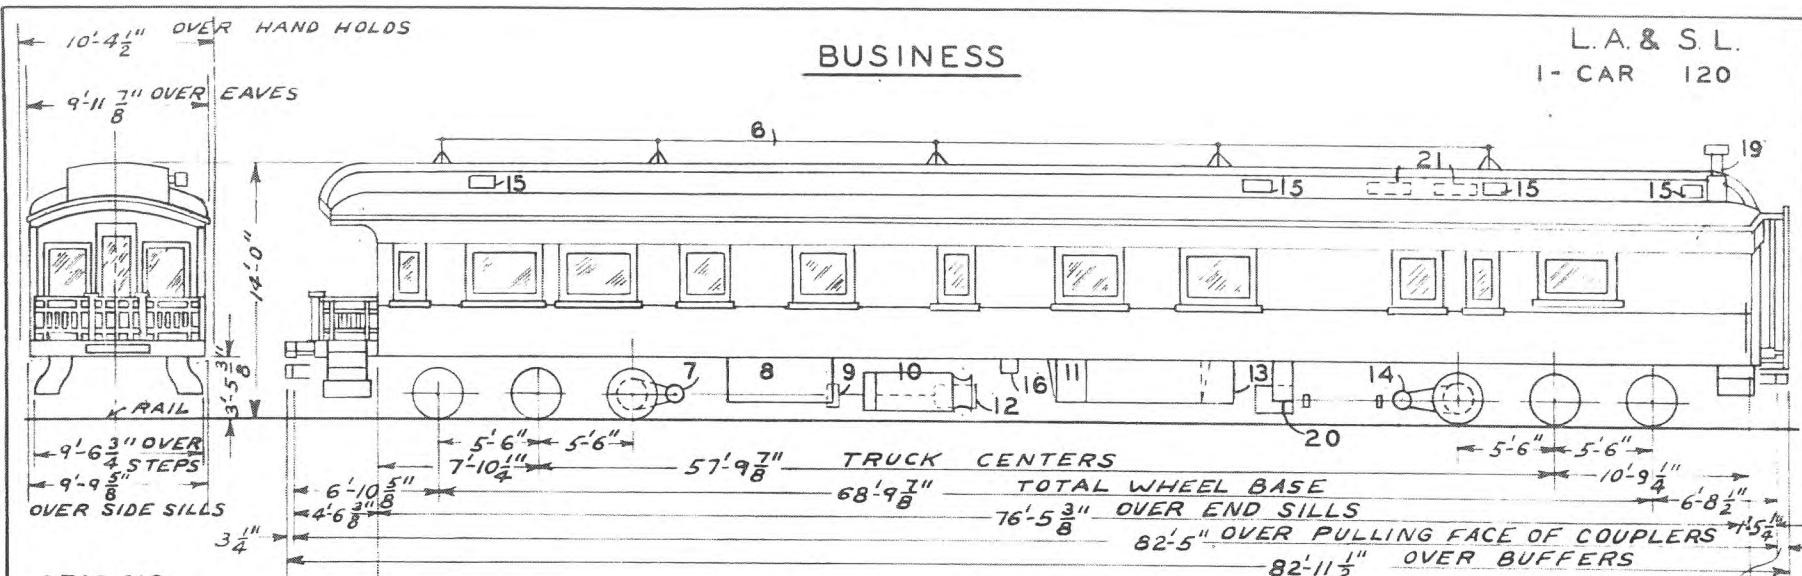 10'-4 1/2" OVER HAND HOLDS
BUSINESS
L.A. & S.L.
1- CAR 120
9'-11 7/8" OVER EAVES
6
19
21
15
15
15
15
14'-0"
3'-5 3/8"
7
8
9
10
12
16
11
13
20
14
RAIL
9'-6 3/4" OVER STEPS
9'-9 5/8"
OVER SIDE SILLS
5'-6" 5'-6"
5'-6" 5'-6"
7'-10 1/4" 57'-9 7/8" TRUCK CENTERS 10'-9 1/4"
6'-10 5/8" 68'-9 7/8" TOTAL WHEEL BASE 6'-8 1/2"
4'-6 3/8" 76'-5 3/8" OVER END SILLS
3 1/4" 82'-5" OVER PULLING FACE OF COUPLERS
82'-11 1/2" OVER BUFFERS